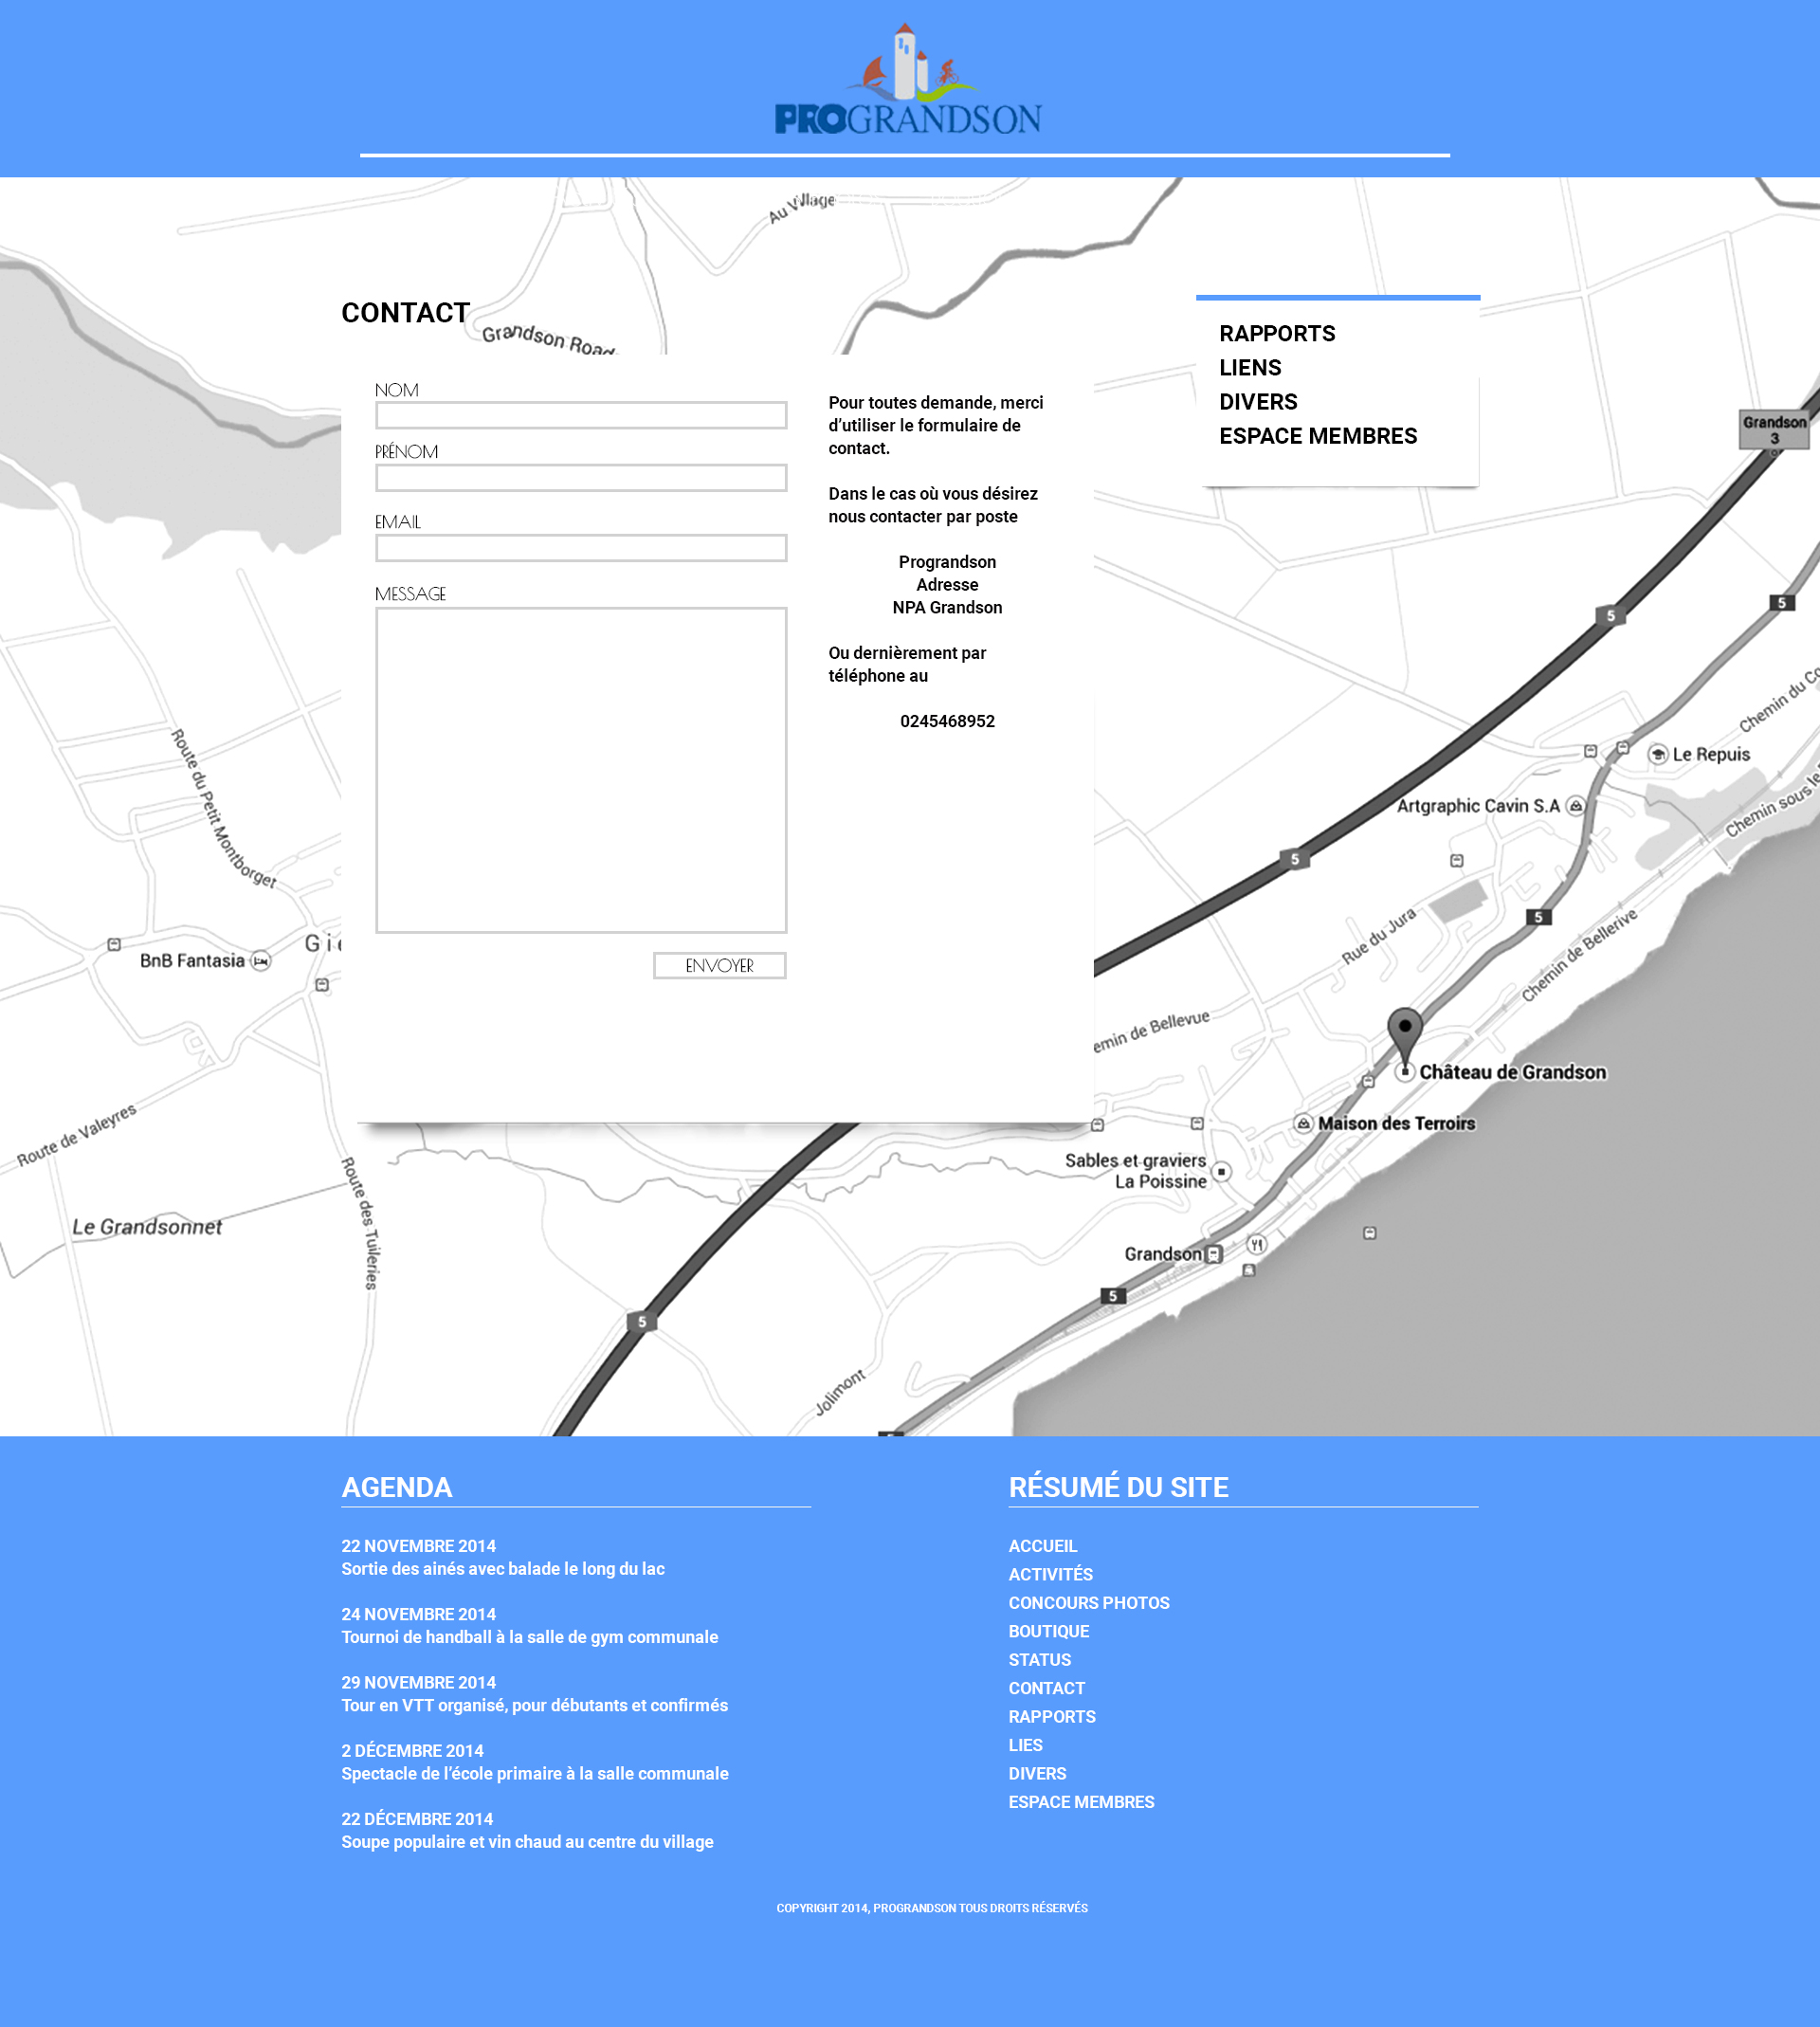 PROGRANDSON
Au Village
CONTACT
Grandson Road
RAPPORTS
LIENS
DIVERS
ESPACE MEMBRES
Grandson
3
NOM
PRÉNOM
EMAIL
MESSAGE
ENVOYER
Pour toutes demande, merci
d’utiliser le formulaire de
contact.
Dans le cas où vous désirez
nous contacter par poste
Prograndson
Adresse
NPA Grandson
Ou dernièrement par
téléphone au
0245468952
5
5
Chemin du Co
Le Repuis
Artgraphic Cavin S.A
Chemin sous le
5
5
Rue du Jura
Chemin de Bellerive
Route du Petit Montborget
Gie
BnB Fantasia
emin de Bellevue
Château de Grandson
Maison des Terroirs
Route de Valeyres
Sables et graviers
La Poissine
Route des Tuileries
Le Grandsonnet
Grandson
5
5
Jolimont
AGENDA
22 NOVEMBRE 2014
Sortie des ainés avec balade le long du lac
24 NOVEMBRE 2014
Tournoi de handball à la salle de gym communale
29 NOVEMBRE 2014
Tour en VTT organisé, pour débutants et confirmés
2 DÉCEMBRE 2014
Spectacle de l’école primaire à la salle communale
22 DÉCEMBRE 2014
Soupe populaire et vin chaud au centre du village
RÉSUMÉ DU SITE
ACCUEIL
ACTIVITÉS
CONCOURS PHOTOS
BOUTIQUE
STATUS
CONTACT
RAPPORTS
LIES
DIVERS
ESPACE MEMBRES
COPYRIGHT 2014, PROGRANDSON TOUS DROITS RÉSERVÉS